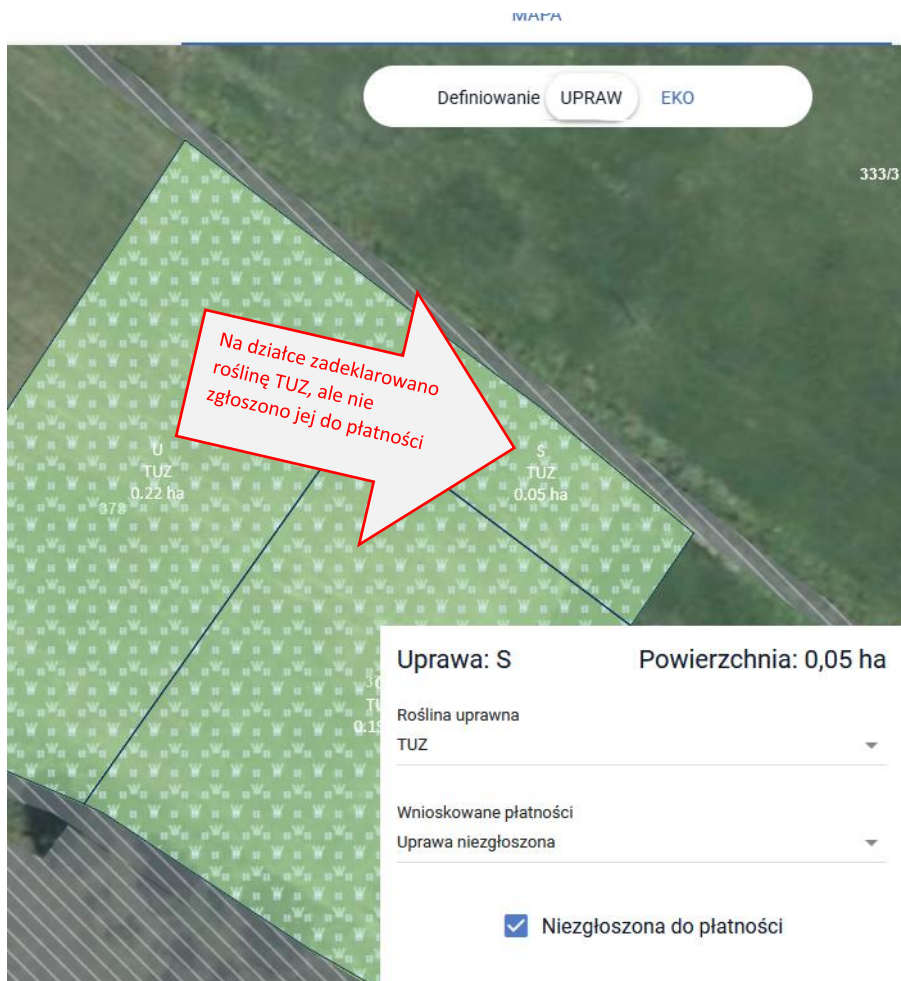 MAPA
Definiowanie UPRAW EKO
333/3
Na działce zadeklarowano
roślinę TUZ, ale nie
zgłoszono jej do płatności
U
TUZ
0.22 ha
378
S
TUZ
0.05 ha
Uprawa: S Powierzchnia: 0,05 ha
Roślina uprawna
TUZ
Wnioskowane płatności
Uprawa niezgłoszona
Niezgłoszona do płatności